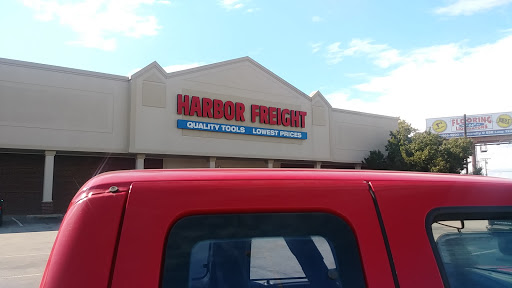 HARBOR FREIGHT
QUALITY TOOLS LOWEST PRICES
FLOORING